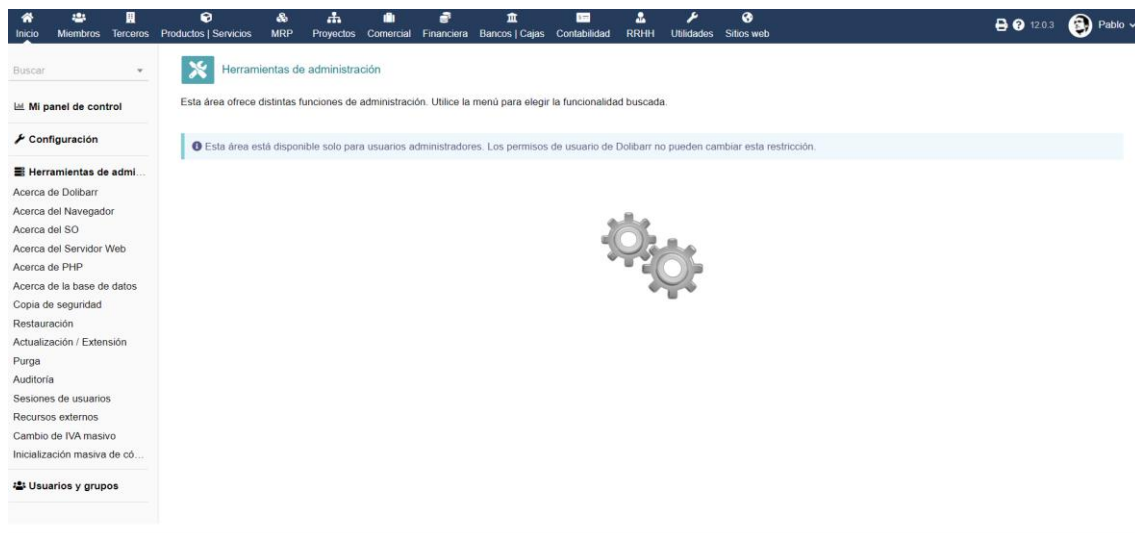 Inicio Miembros Terceros Productos | Servicios MRP Proyectos Comercial Financiera Bancos | Cajas Contabilidad RRHH Utilidades Sitios web 12.0.3 Pablo
Buscar
Mi panel de control
Configuración
Herramientas de admi...
Acerca de Dolibarr
Acerca del Navegador
Acerca del SO
Acerca del Servidor Web
Acerca de PHP
Acerca de la base de datos
Copia de seguridad
Restauración
Actualización / Extensión
Purga
Auditoría
Sesiones de usuarios
Recursos externos
Cambio de IVA masivo
Inicialización masiva de có...
Usuarios y grupos
Herramientas de administración
Esta área ofrece distintas funciones de administración. Utilice la menú para elegir la funcionalidad buscada.
Esta área está disponible solo para usuarios administradores. Los permisos de usuario de Dolibarr no pueden cambiar esta restricción.